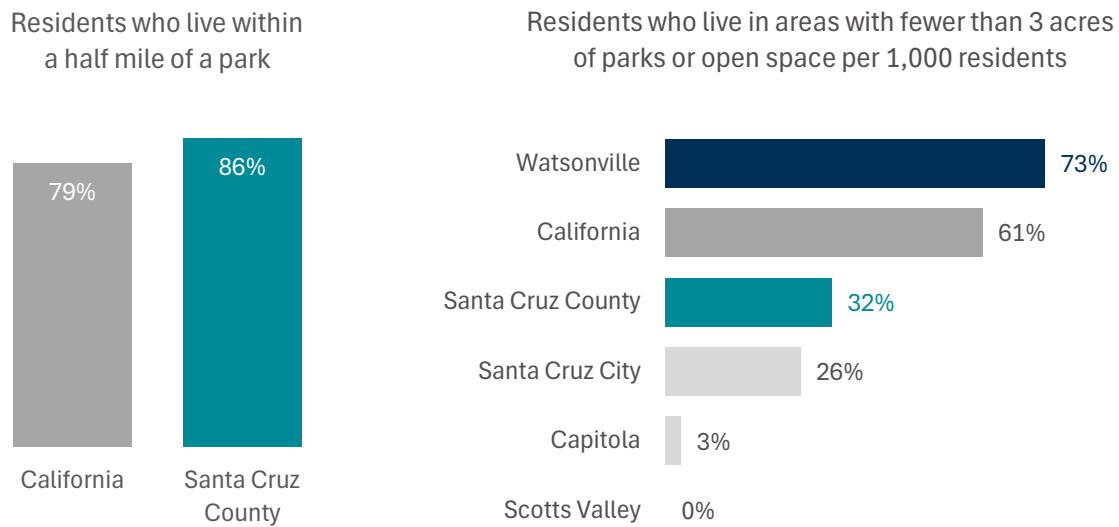 Residents who live within
a half mile of a park
79%
86%
California
Santa Cruz
County
Residents who live in areas with fewer than 3 acres
of parks or open space per 1,000 residents
Watsonville 73%
California 61%
Santa Cruz County 32%
Santa Cruz City 26%
Capitola 3%
Scotts Valley 0%